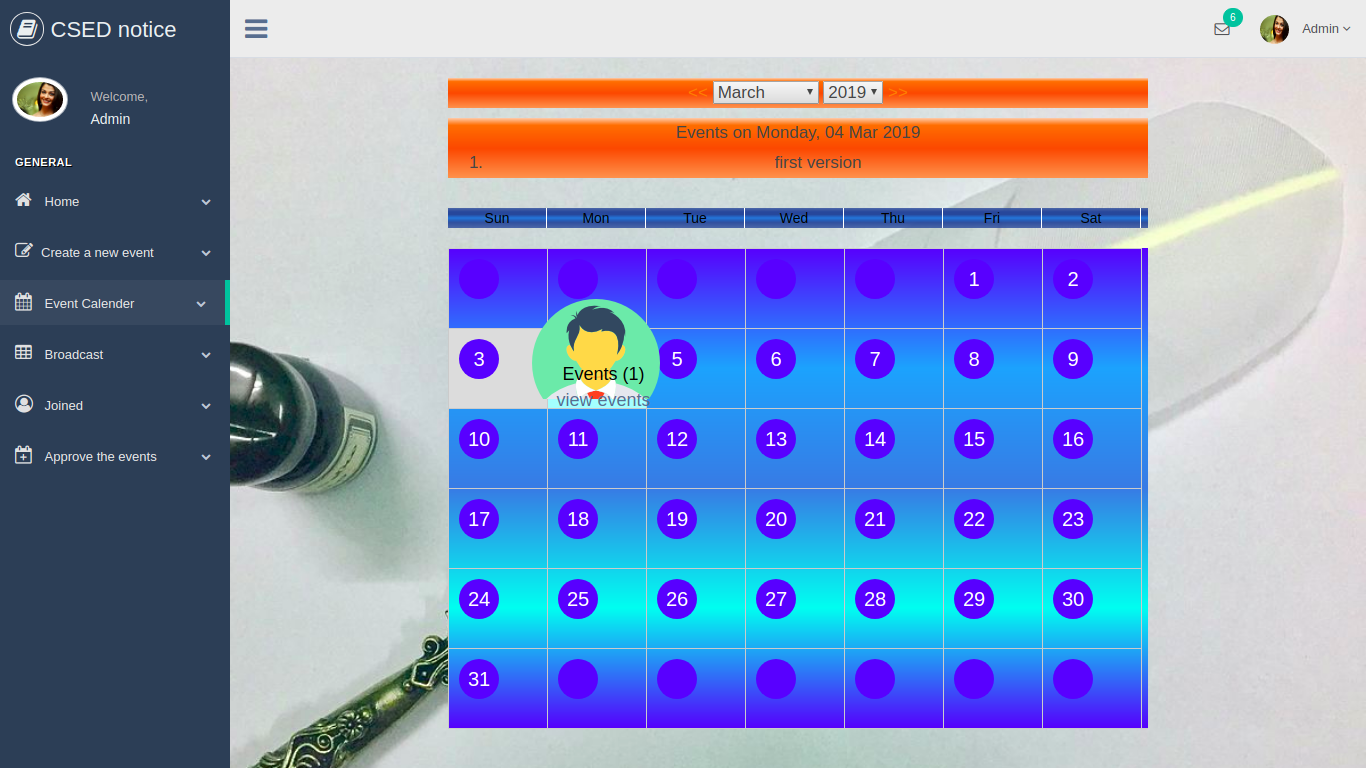 CSED notice
6
Admin
Welcome,
Admin
GENERAL
Home
Create a new event
Event Calender
Broadcast
Joined
Approve the events
<< March 2019 >>
Events on Monday, 04 Mar 2019
1. first version
Sun Mon Tue Wed Thu Fri Sat
1 2
3 5 6 7 8 9
Events (1)
view events
10 11 12 13 14 15 16
17 18 19 20 21 22 23
24 25 26 27 28 29 30
31